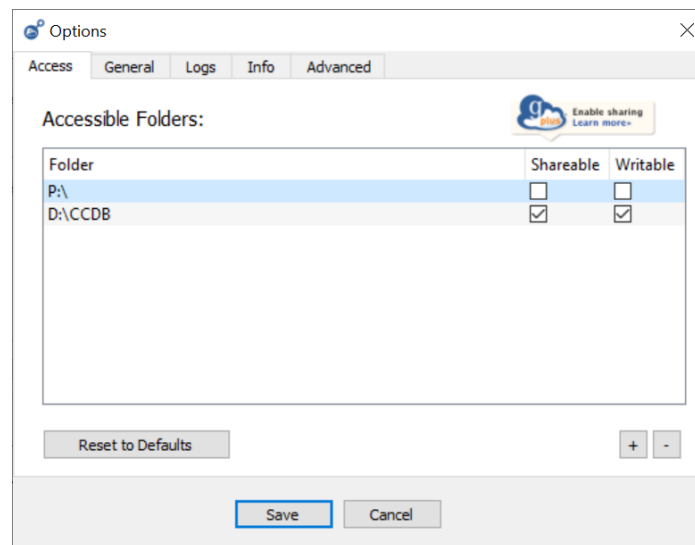 Options
Access General Logs Info Advanced
Accessible Folders:
g plus Enable sharing
Learn more»
Folder Shareable Writable
P:\
D:\CCDB
Reset to Defaults + -
Save Cancel